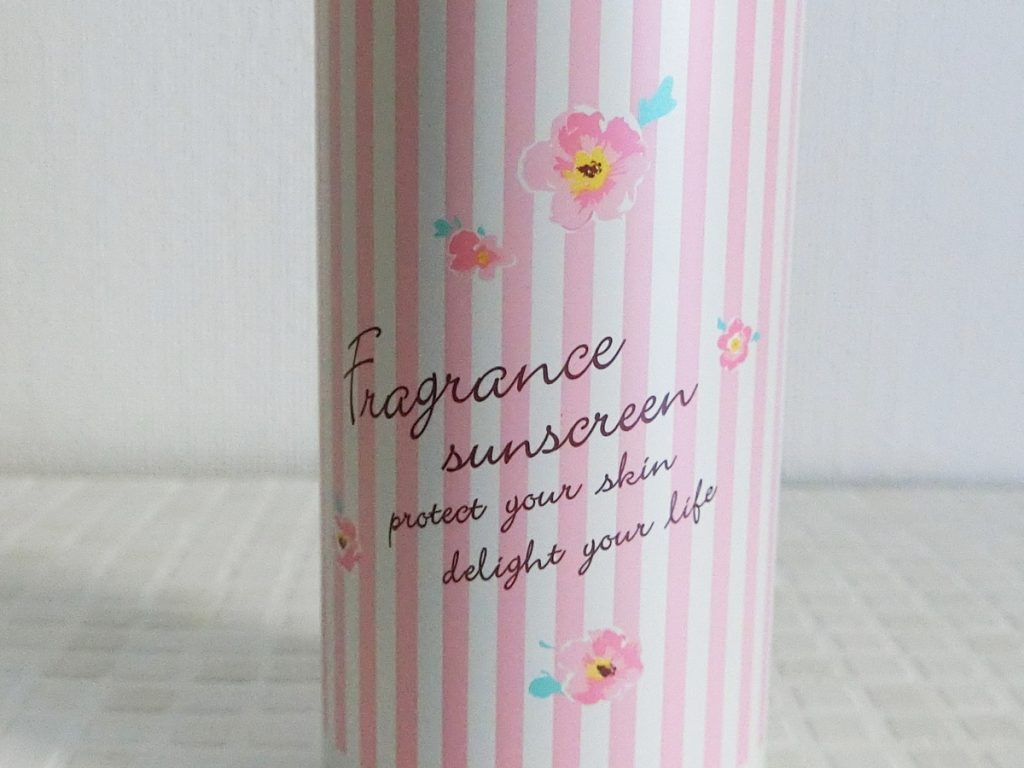 Fragrance
sunscreen
protect your skin
delight your life